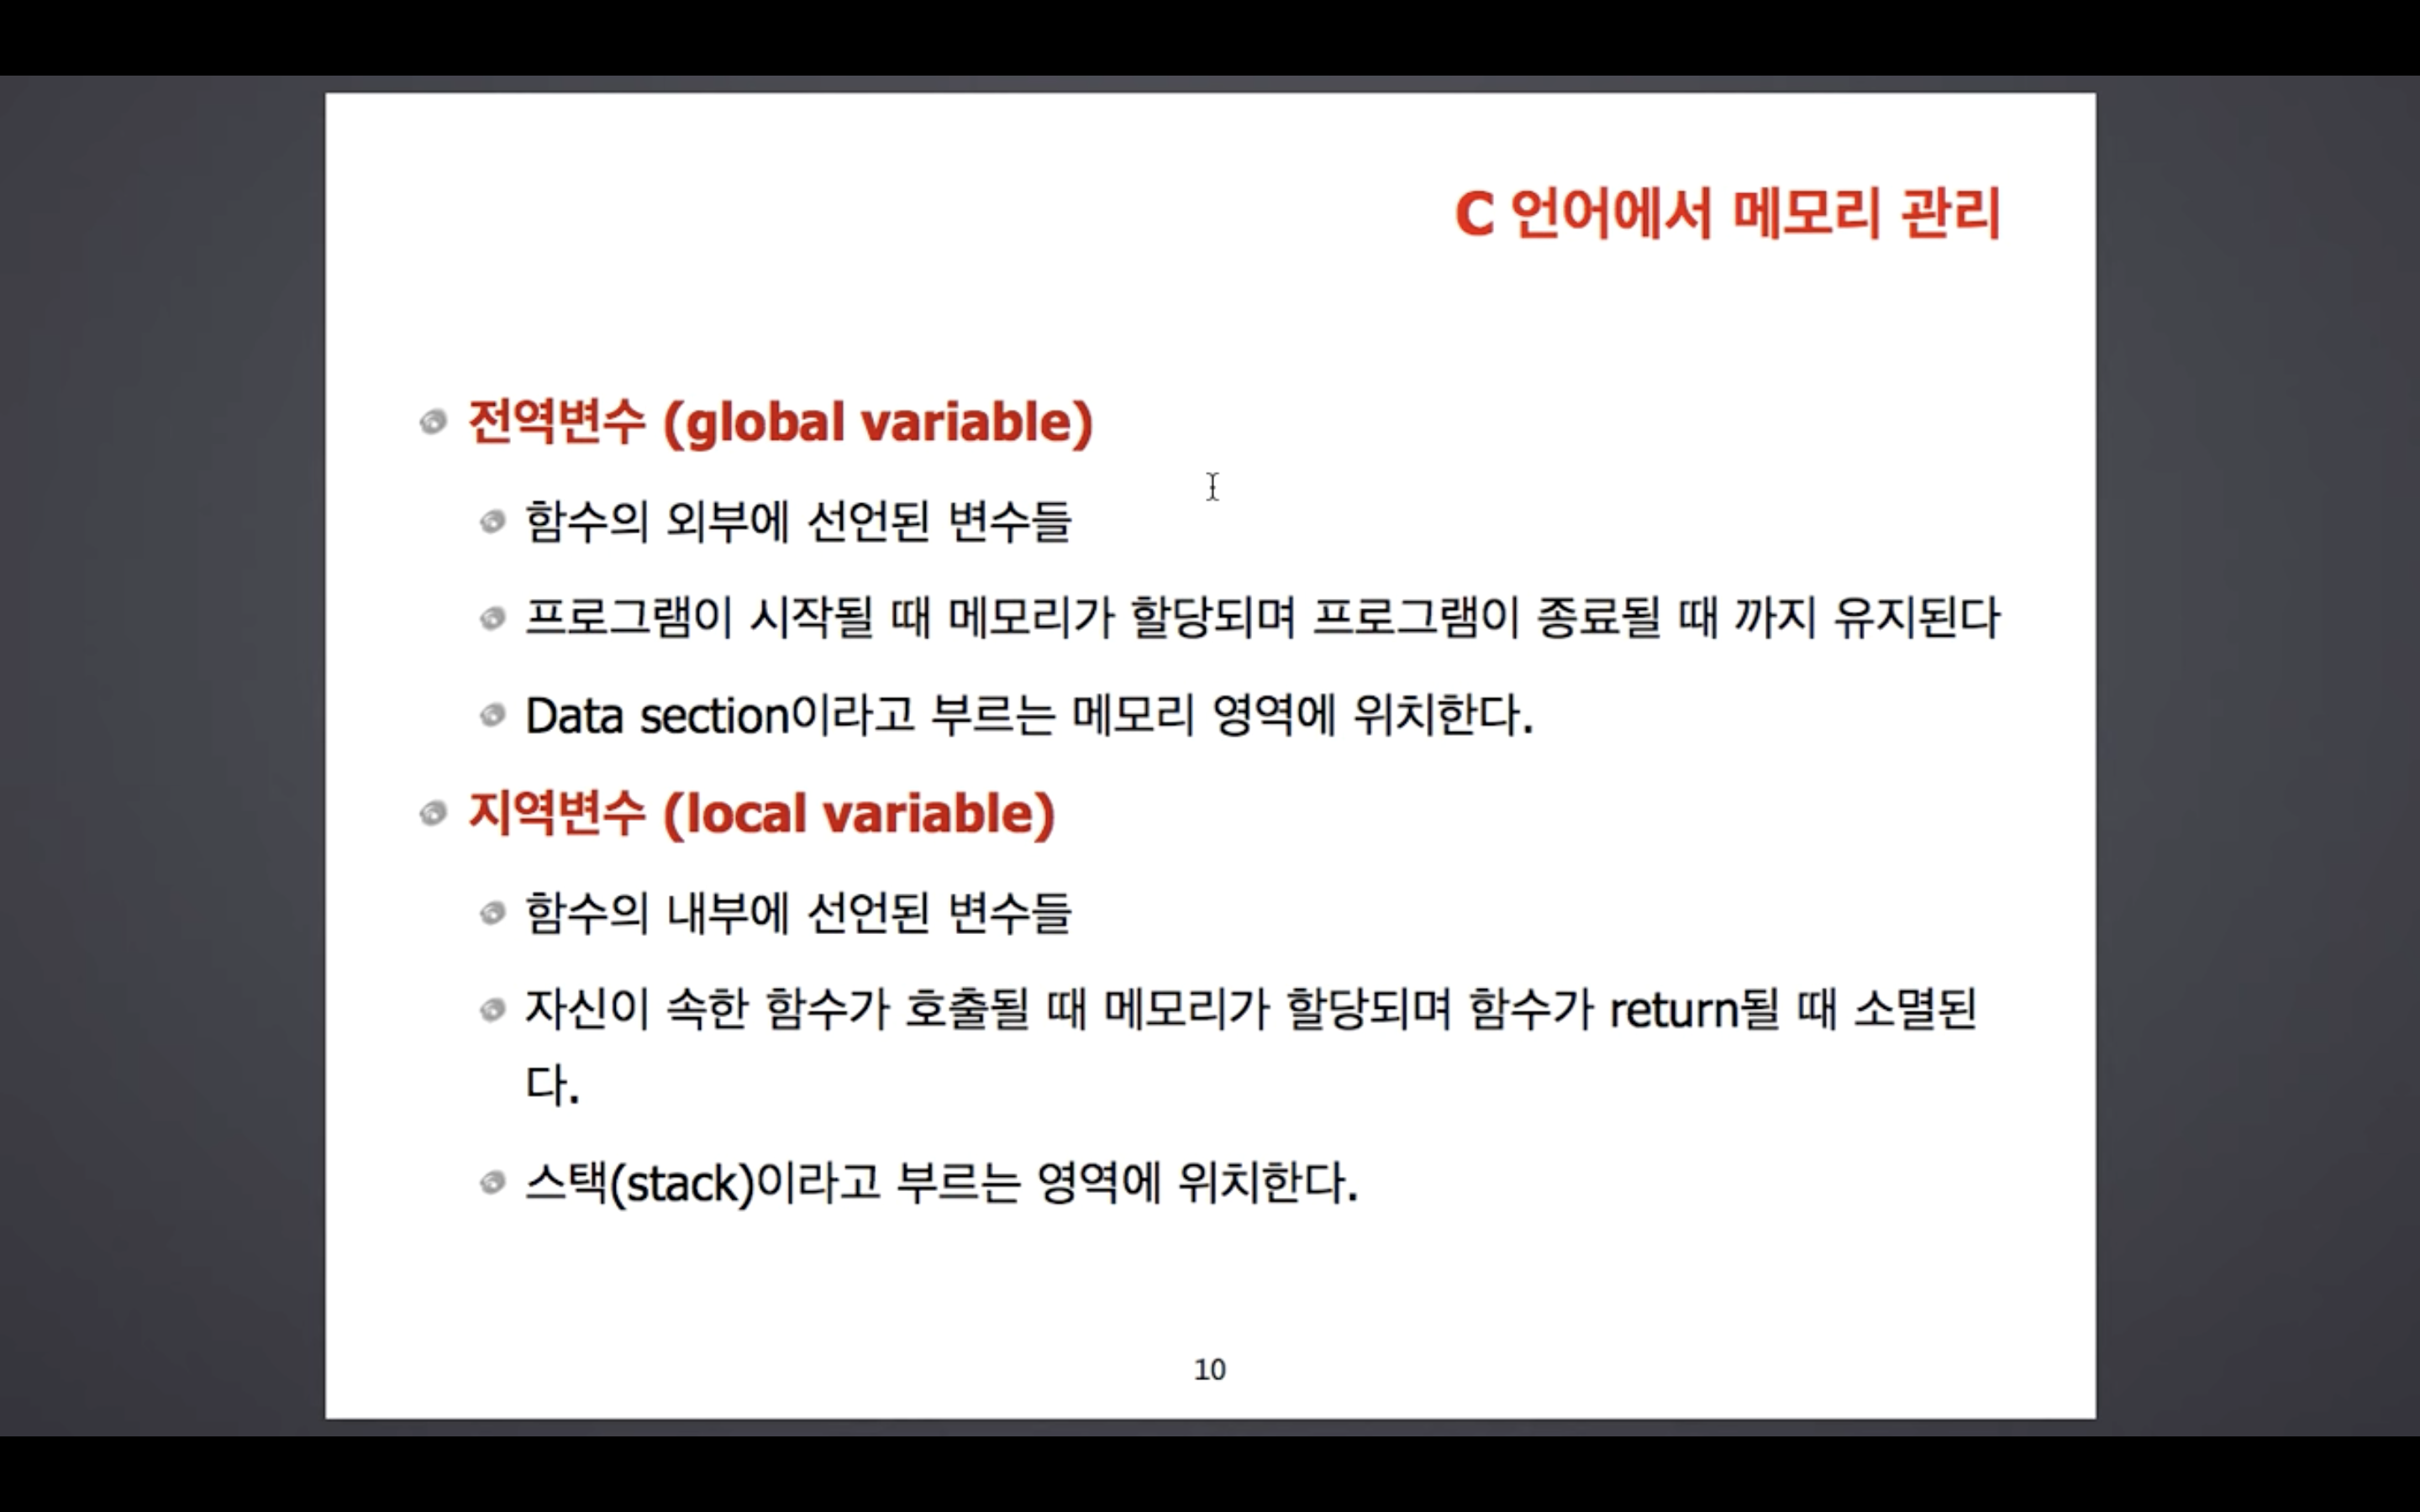 C 언어에서 메모리 관리
전역변수 (global variable)
함수의 외부에 선언된 변수들
프로그램이 시작될 때 메모리가 할당되며 프로그램이 종료될 때 까지 유지된다
Data section이라고 부르는 메모리 영역에 위치한다.
지역변수 (local variable)
함수의 내부에 선언된 변수들
자신이 속한 함수가 호출될 때 메모리가 할당되며 함수가 return될 때 소멸된
다.
스택(stack)이라고 부르는 영역에 위치한다.
10